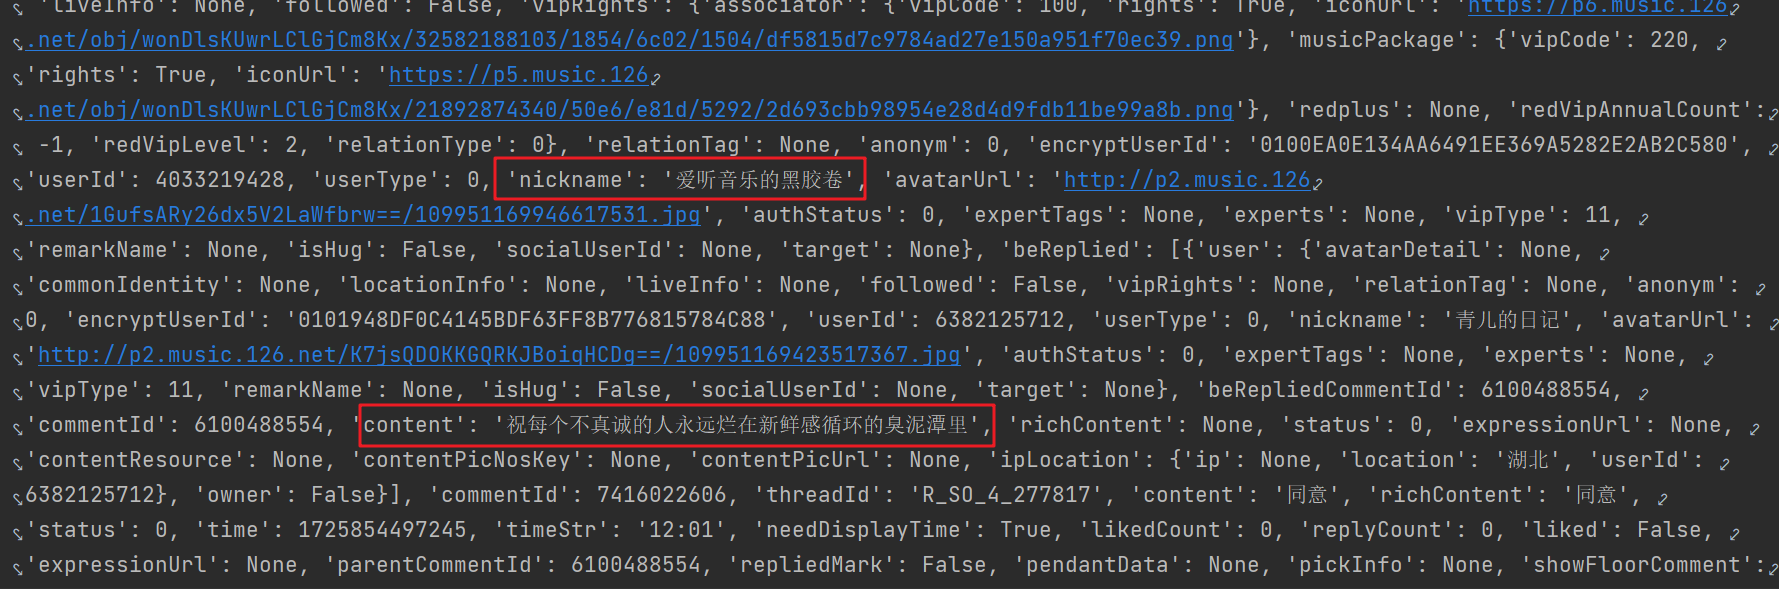 'liveInfo': None, 'followed': False, 'vipRights': {'associator': {'vipCode': 100, 'rights': True, 'iconUrl': 'https://p6.music.126
.net/obj/wonDlsKUwrLClGjCm8Kx/32582188103/1854/6c02/1504/df5815d7c9784ad27e150a951f70ec39.png'}, 'musicPackage': {'vipCode': 220,
'rights': True, 'iconUrl': 'https://p5.music.126
.net/obj/wonDlsKUwrLClGjCm8Kx/21892874340/50e6/e81d/5292/2d693cbb98954e28d4d9fdb11be99a8b.png'}, 'redplus': None, 'redVipAnnualCount':
-1, 'redVipLevel': 2, 'relationType': 0}, 'relationTag': None, 'anonym': 0, 'encryptUserId': '0100EA0E134AA6491EE369A5282E2AB2C580',
'userId': 4033219428, 'userType': 0, 'nickname': '爱听音乐的黑胶卷', 'avatarUrl': 'http://p2.music.126
.net/1GufsARy26dx5V2LaWfbrw==/109951169946617531.jpg', 'authStatus': 0, 'expertTags': None, 'experts': None, 'vipType': 11,
'remarkName': None, 'isHug': False, 'socialUserId': None, 'target': None}, 'beReplied': [{'user': {'avatarDetail': None,
'commonIdentity': None, 'locationInfo': None, 'liveInfo': None, 'followed': False, 'vipRights': None, 'relationTag': None, 'anonym':
0, 'encryptUserId': '0101948DF0C4145BDF63FF8B776815784C88', 'userId': 6382125712, 'userType': 0, 'nickname': '青儿的日记', 'avatarUrl':
'http://p2.music.126.net/K7jsQDOKKGQRKJBoiqHCDg==/109951169423517367.jpg', 'authStatus': 0, 'expertTags': None, 'experts': None,
'vipType': 11, 'remarkName': None, 'isHug': False, 'socialUserId': None, 'target': None}, 'beRepliedCommentId': 6100488554,
'commentId': 6100488554, 'content': '祝每个不真诚的人永远烂在新鲜感循环的臭泥潭里', 'richContent': None, 'status': 0, 'expressionUrl': None,
'contentResource': None, 'contentPicNosKey': None, 'contentPicUrl': None, 'ipLocation': {'ip': None, 'location': '湖北', 'userId':
6382125712}, 'owner': False}], 'commentId': 7416022606, 'threadId': 'R_SO_4_277817', 'content': '同意', 'richContent': '同意',
'status': 0, 'time': 1725854497245, 'timeStr': '12:01', 'needDisplayTime': True, 'likedCount': 0, 'replyCount': 0, 'liked': False,
'expressionUrl': None, 'parentCommentId': 6100488554, 'repliedMark': False, 'pendantData': None, 'pickInfo': None, 'showFloorComment':